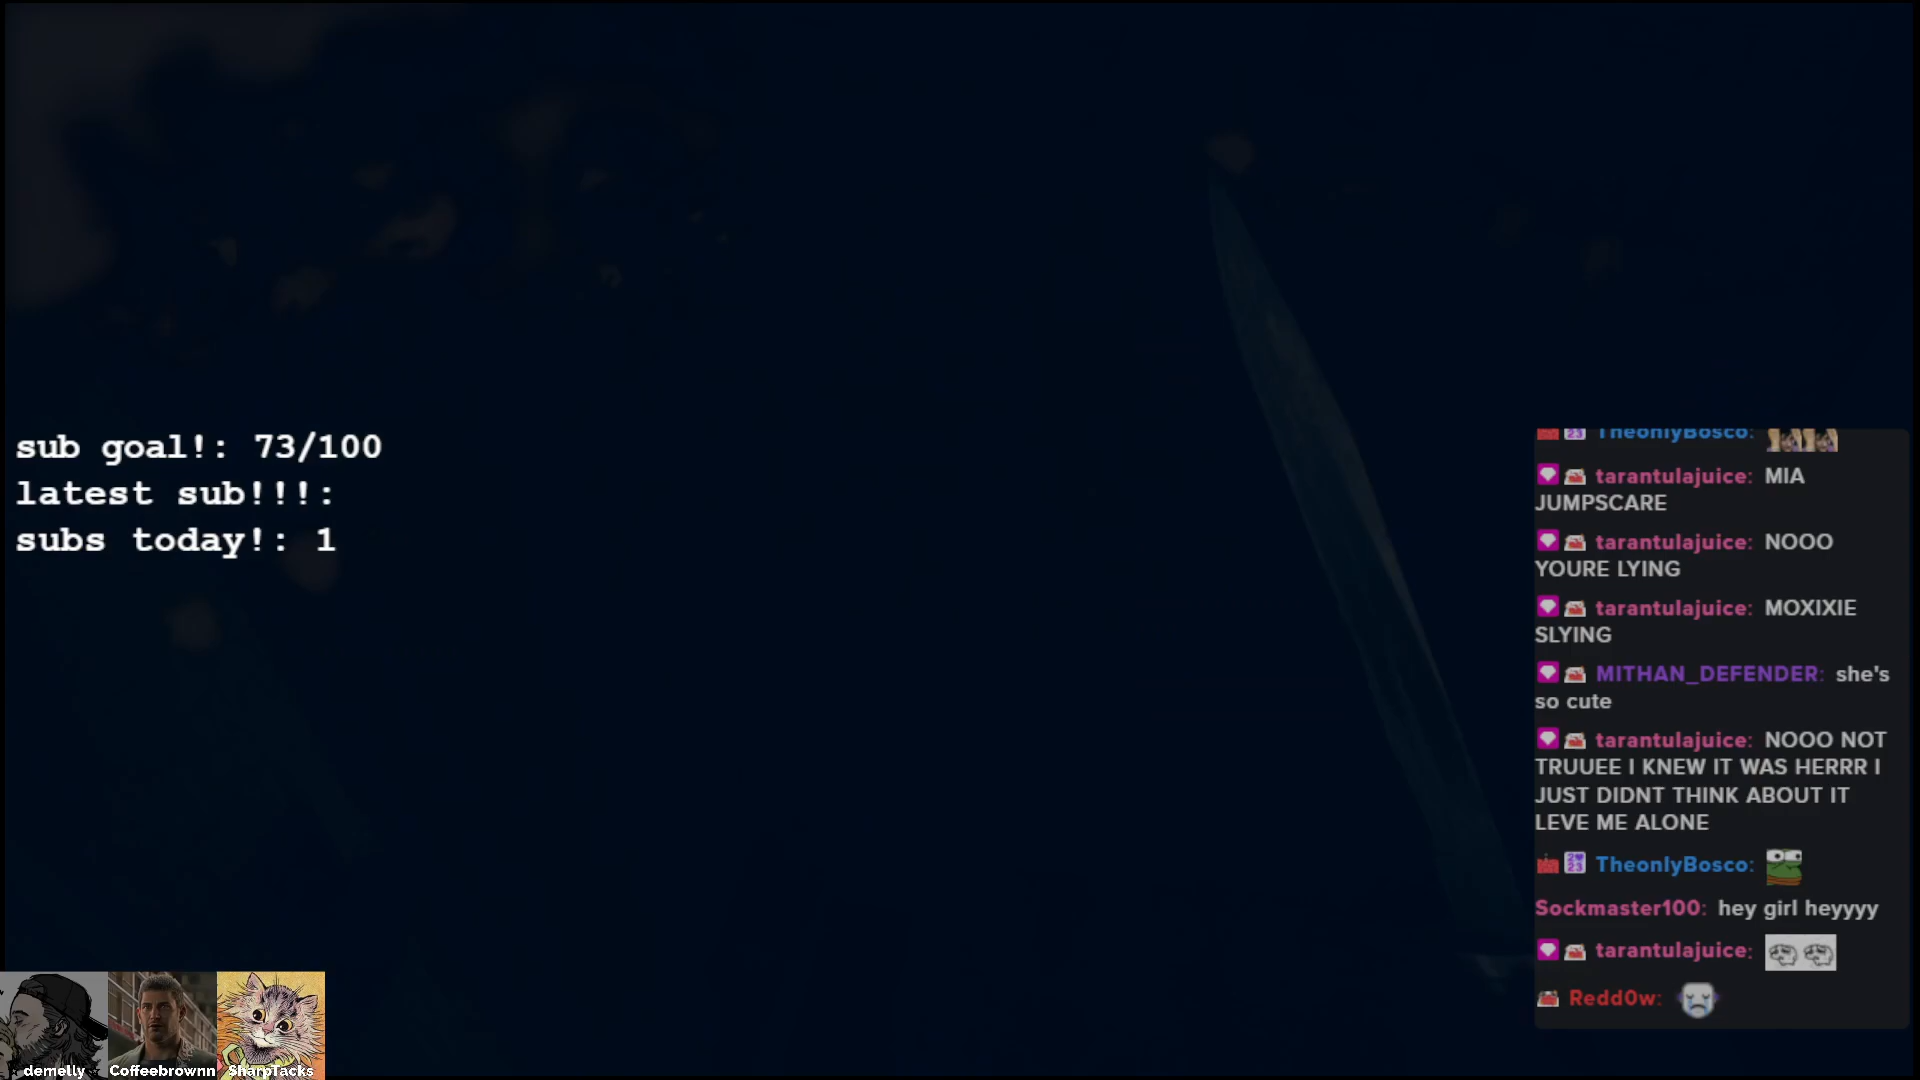 sub goal!: 73/100
latest sub!!!:
subs today!: 1
TheonlyBosco:
tarantulajuice: MIA
JUMPSCARE
tarantulajuice: NOOO
YOURE LYING
tarantulajuice: MOXIXIE
SLYING
MITHAN_DEFENDER: she's
so cute
tarantulajuice: NOOO NOT
TRUUEE I KNEW IT WAS HERRR I
JUST DIDNT THINK ABOUT IT
LEVE ME ALONE
TheonlyBosco:
Sockmaster100: hey girl heyyyy
tarantulajuice:
Redd0w:
demelly Coffeebrownn SharpTacks